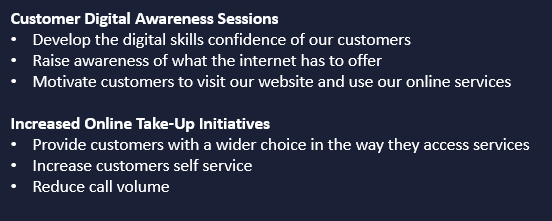 Customer Digital Awareness Sessions
• Develop the digital skills confidence of our customers
• Raise awareness of what the internet has to offer
• Motivate customers to visit our website and use our online services
Increased Online Take-Up Initiatives
• Provide customers with a wider choice in the way they access services
• Increase customers self service
• Reduce call volume